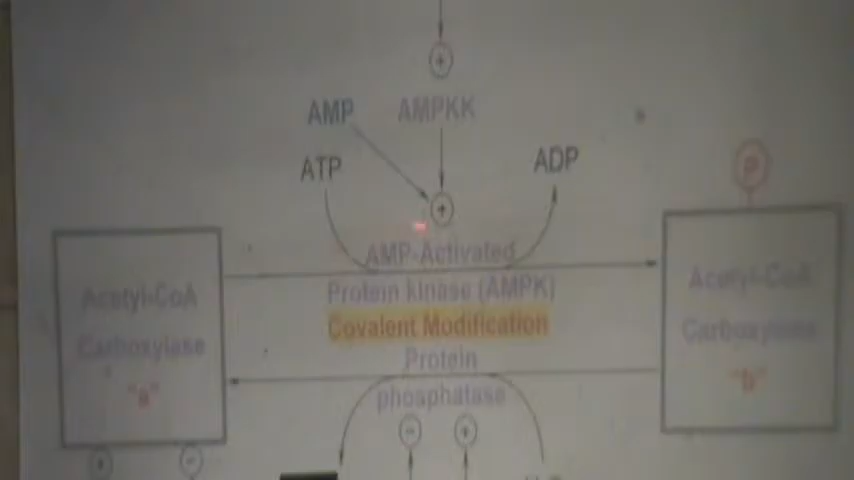 +
AMP AMPKK
ATP
ADP
P
+
AMP-Activated
Protein kinase (AMPK)
Covalent Modification
Protein
phosphatase
Acetyl-CoA
Carboxylase
"a"
Acetyl-CoA
Carboxylase
"b"
- +
+ -